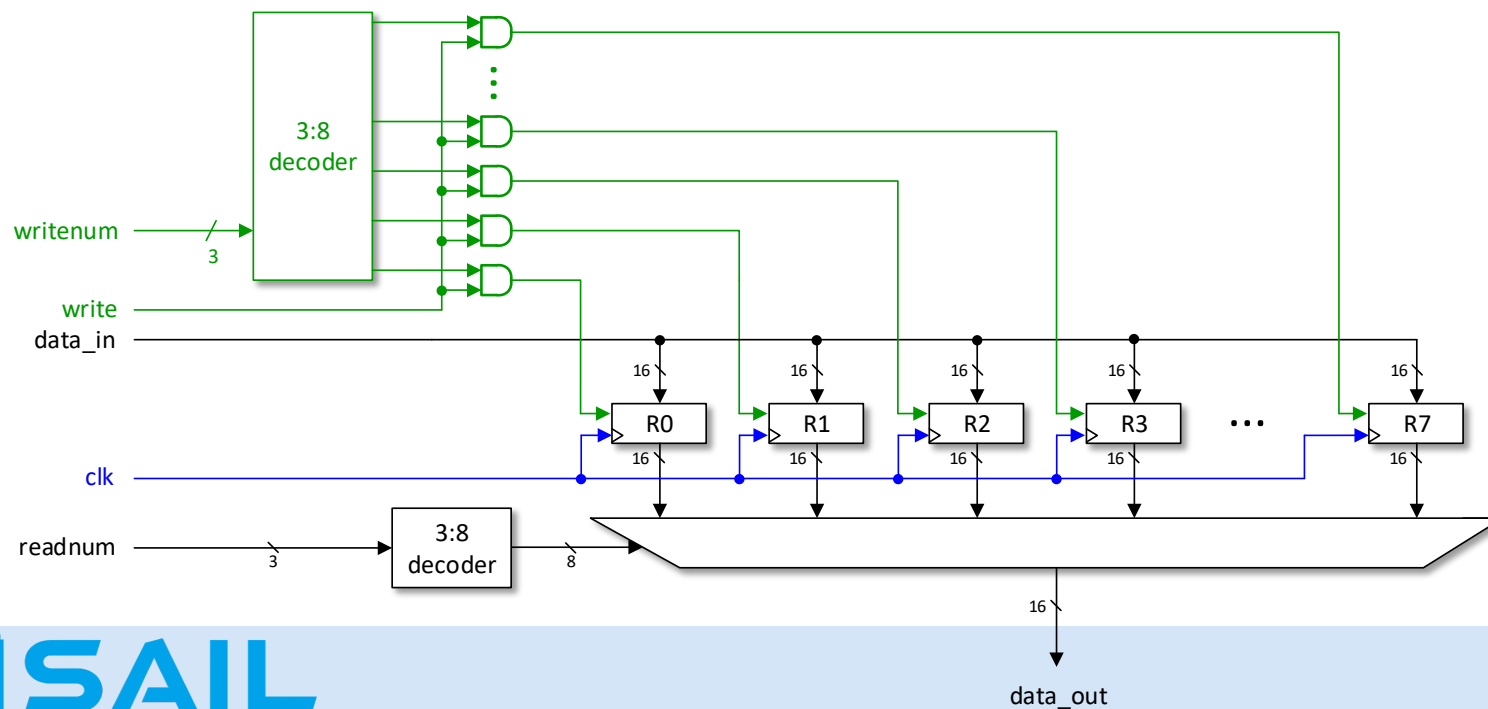 3:8
decoder
writenum
3
write
data_in
16 16 16 16 16
R0 R1 R2 R3 ... R7
16 16 16 16 16
clk
readnum
3
3:8
decoder
8
16
SAIL
data_out